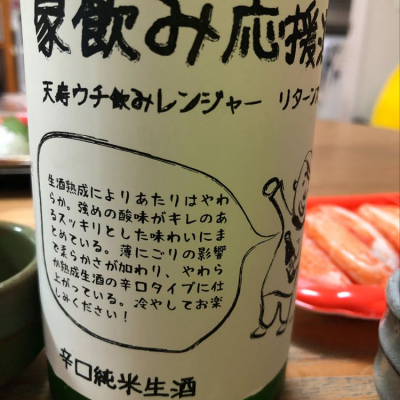 家飲み応援
天寿ウチ飲みレンジャー リターン
生酒熟成によりあたりはやわ
らか。強めの酸味がキレのあ
るスッキリとした味わいにま
とめている。薄にごりの影響
で柔らかさが加わり、やわら
か熟成生酒の辛口タイプに仕
上がっている。冷やしてお楽
しみください！
辛口純米生酒